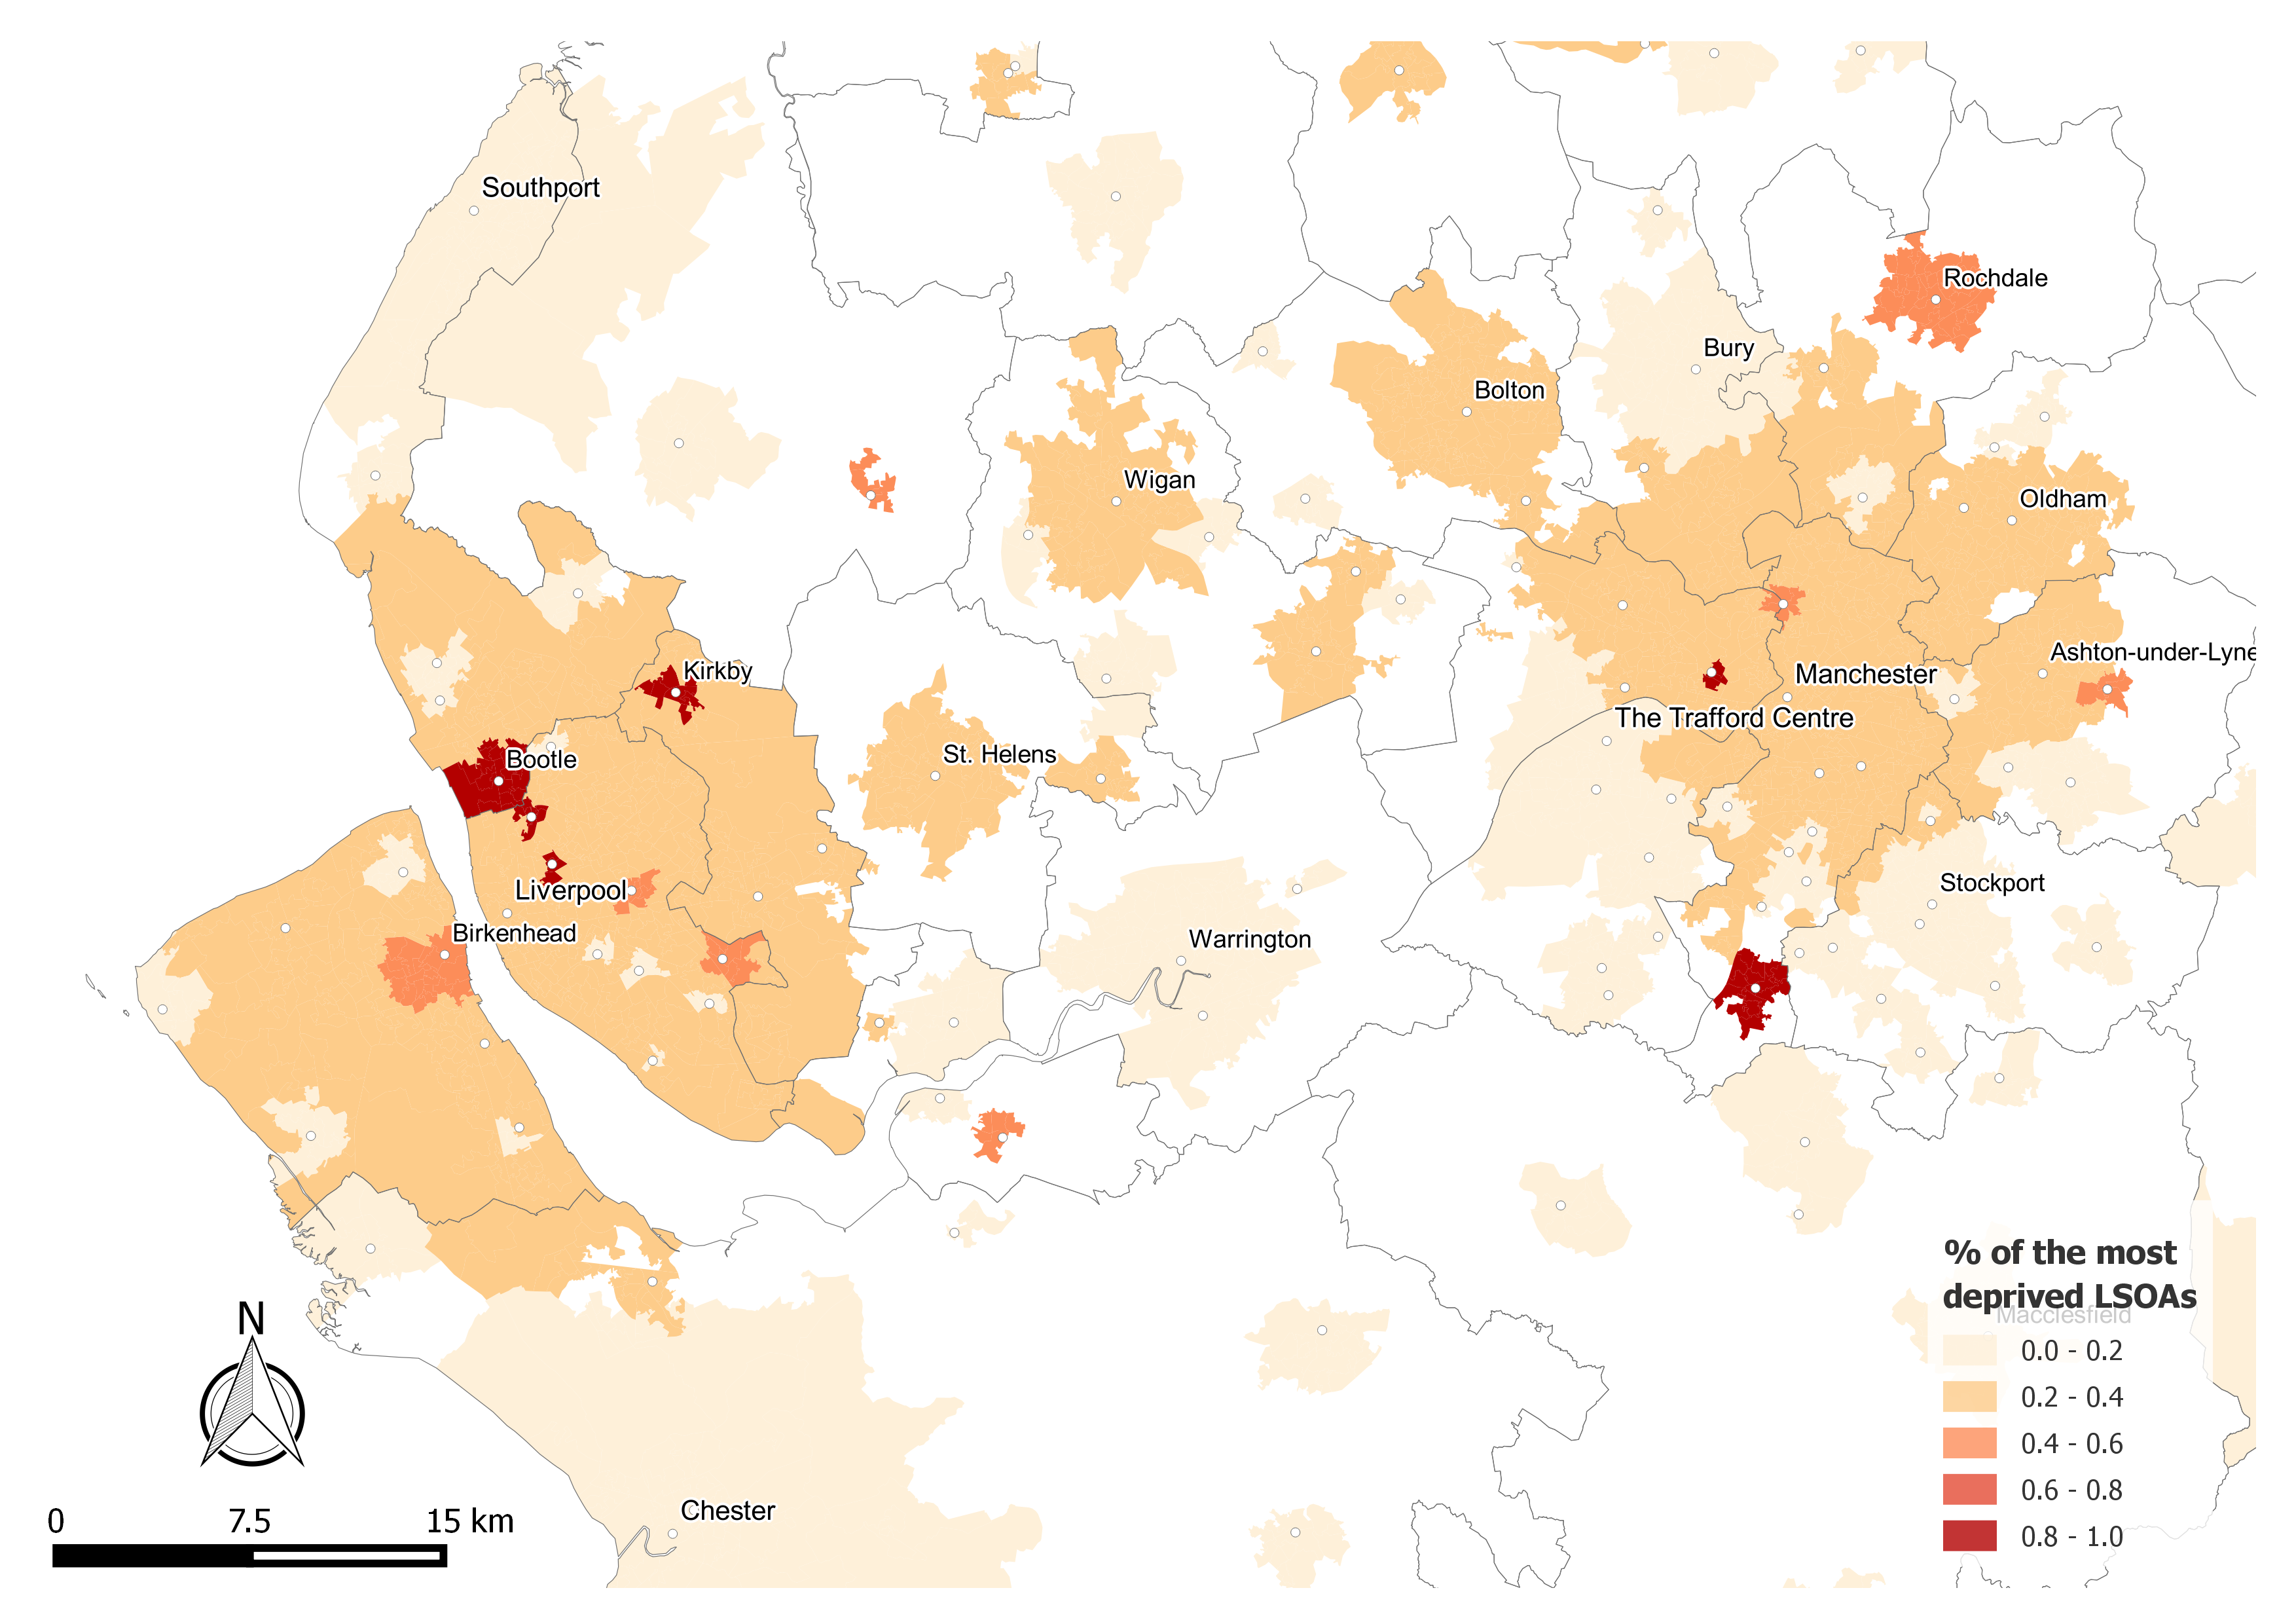 Southport
Rochdale
Bury
Bolton
Wigan
Oldham
Ashton-under-Lyne
Kirkby
Manchester
The Trafford Centre
Bootle
St. Helens
Liverpool
Stockport
Birkenhead
Warrington
% of the most
deprived LSOAs
Macclesfield
0.0 - 0.2
0.2 - 0.4
0.4 - 0.6
0.6 - 0.8
0.8 - 1.0
N
Chester
0 7.5 15 km